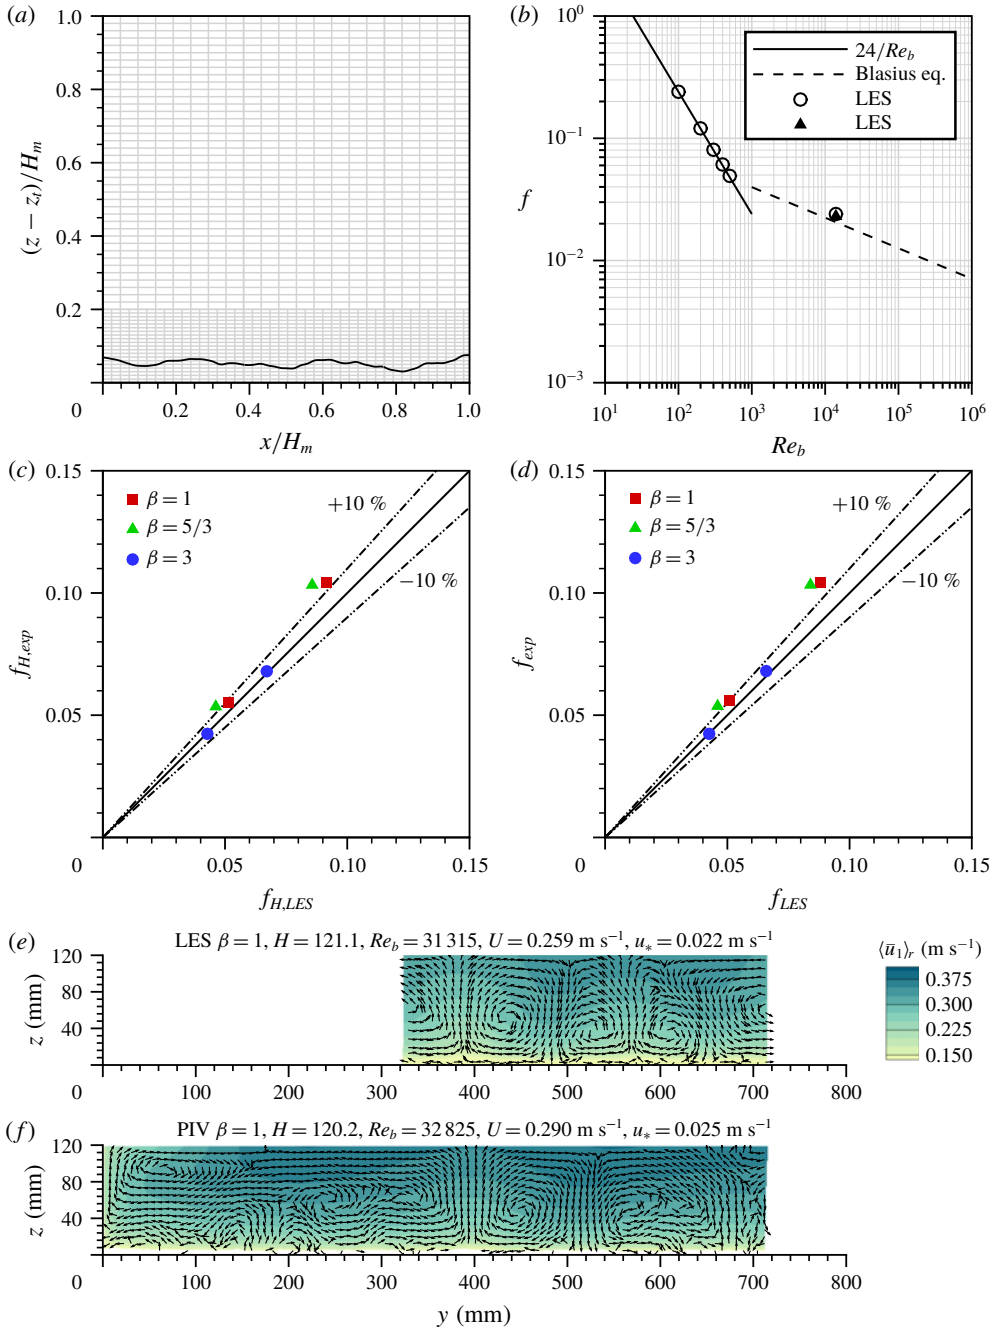 (a)
1.0
0.8
0.6
0.4
0.2
0
0.2
0.4
0.6
0.8
1.0
(z − z_t)/H_m
x/H_m
(b)
10^0
10^−1
10^−2
10^−3
10^1
10^2
10^3
10^4
10^5
10^6
f
Re_b
24/Re_b
Blasius eq.
LES
LES
(c)
0.15
0.10
0.05
0
0.05
0.10
0.15
β = 1
β = 5/3
β = 3
+10 %
−10 %
f_{H,exp}
f_{H,LES}
(d)
0.15
0.10
0.05
0
0.05
0.10
0.15
β = 1
β = 5/3
β = 3
+10 %
−10 %
f_{exp}
f_{LES}
(e)
LES β = 1, H = 121.1, Re_b = 31 315, U = 0.259 m s^−1, u_* = 0.022 m s^−1
120
80
40
z (mm)
0
100
200
300
400
500
600
700
800
⟨ū_1⟩_r (m s^−1)
0.375
0.300
0.225
0.150
(f)
PIV β = 1, H = 120.2, Re_b = 32 825, U = 0.290 m s^−1, u_* = 0.025 m s^−1
120
80
40
z (mm)
0
100
200
300
400
500
600
700
800
y (mm)